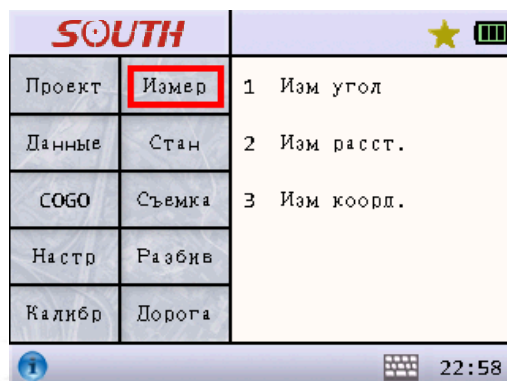 SOUTH
Проект Измер 1 Изм угол
Данные Стан 2 Изм расст.
COGO Съемка 3 Изм коорд.
Настр Разбив
Калибр Дорога
22:58